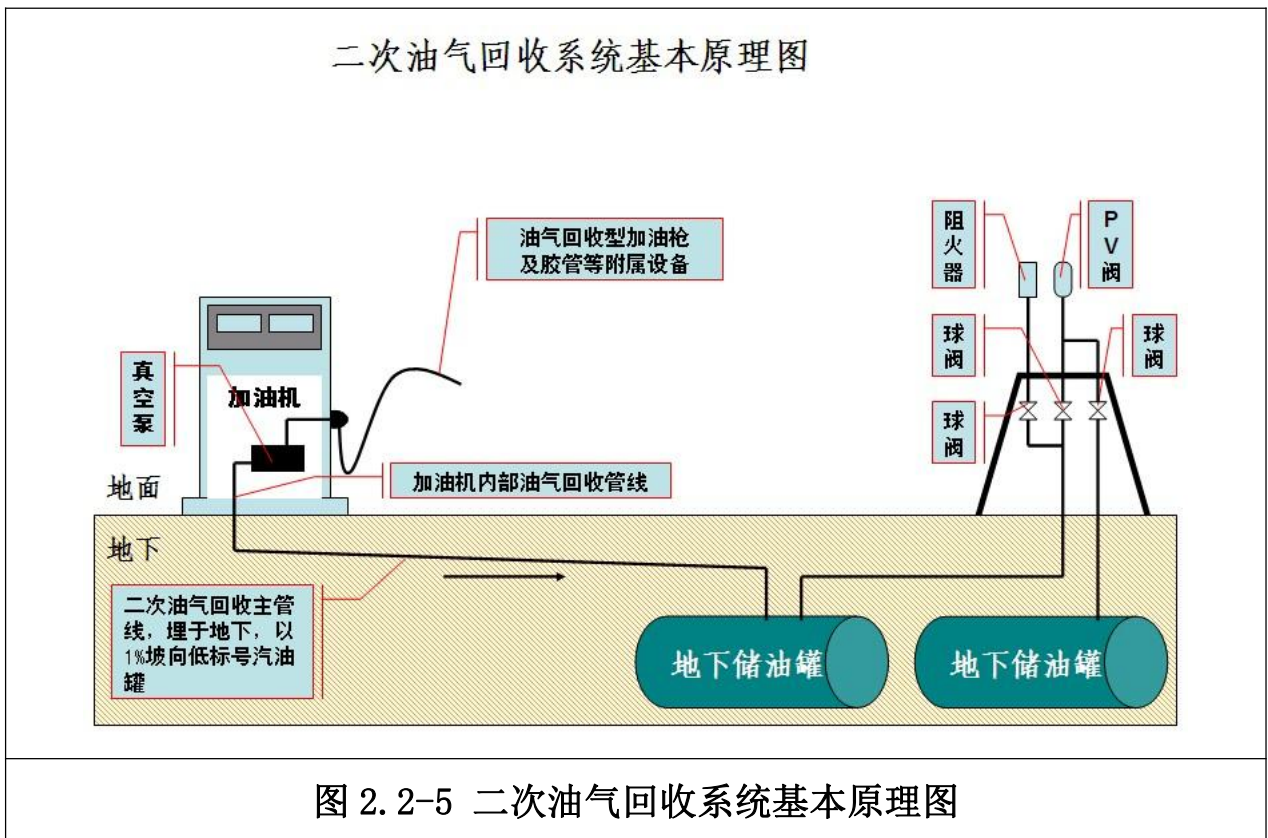 二次油气回收系统基本原理图
油气回收型加油枪
及胶管等附属设备
阻火器
PV阀
球阀
球阀
球阀
真空泵
加油机
加油机内部油气回收管线
地面
地下
二次油气回收主管
线，埋于地下，以
1%坡向低标号汽油
罐
地下储油罐
地下储油罐
图 2.2-5 二次油气回收系统基本原理图